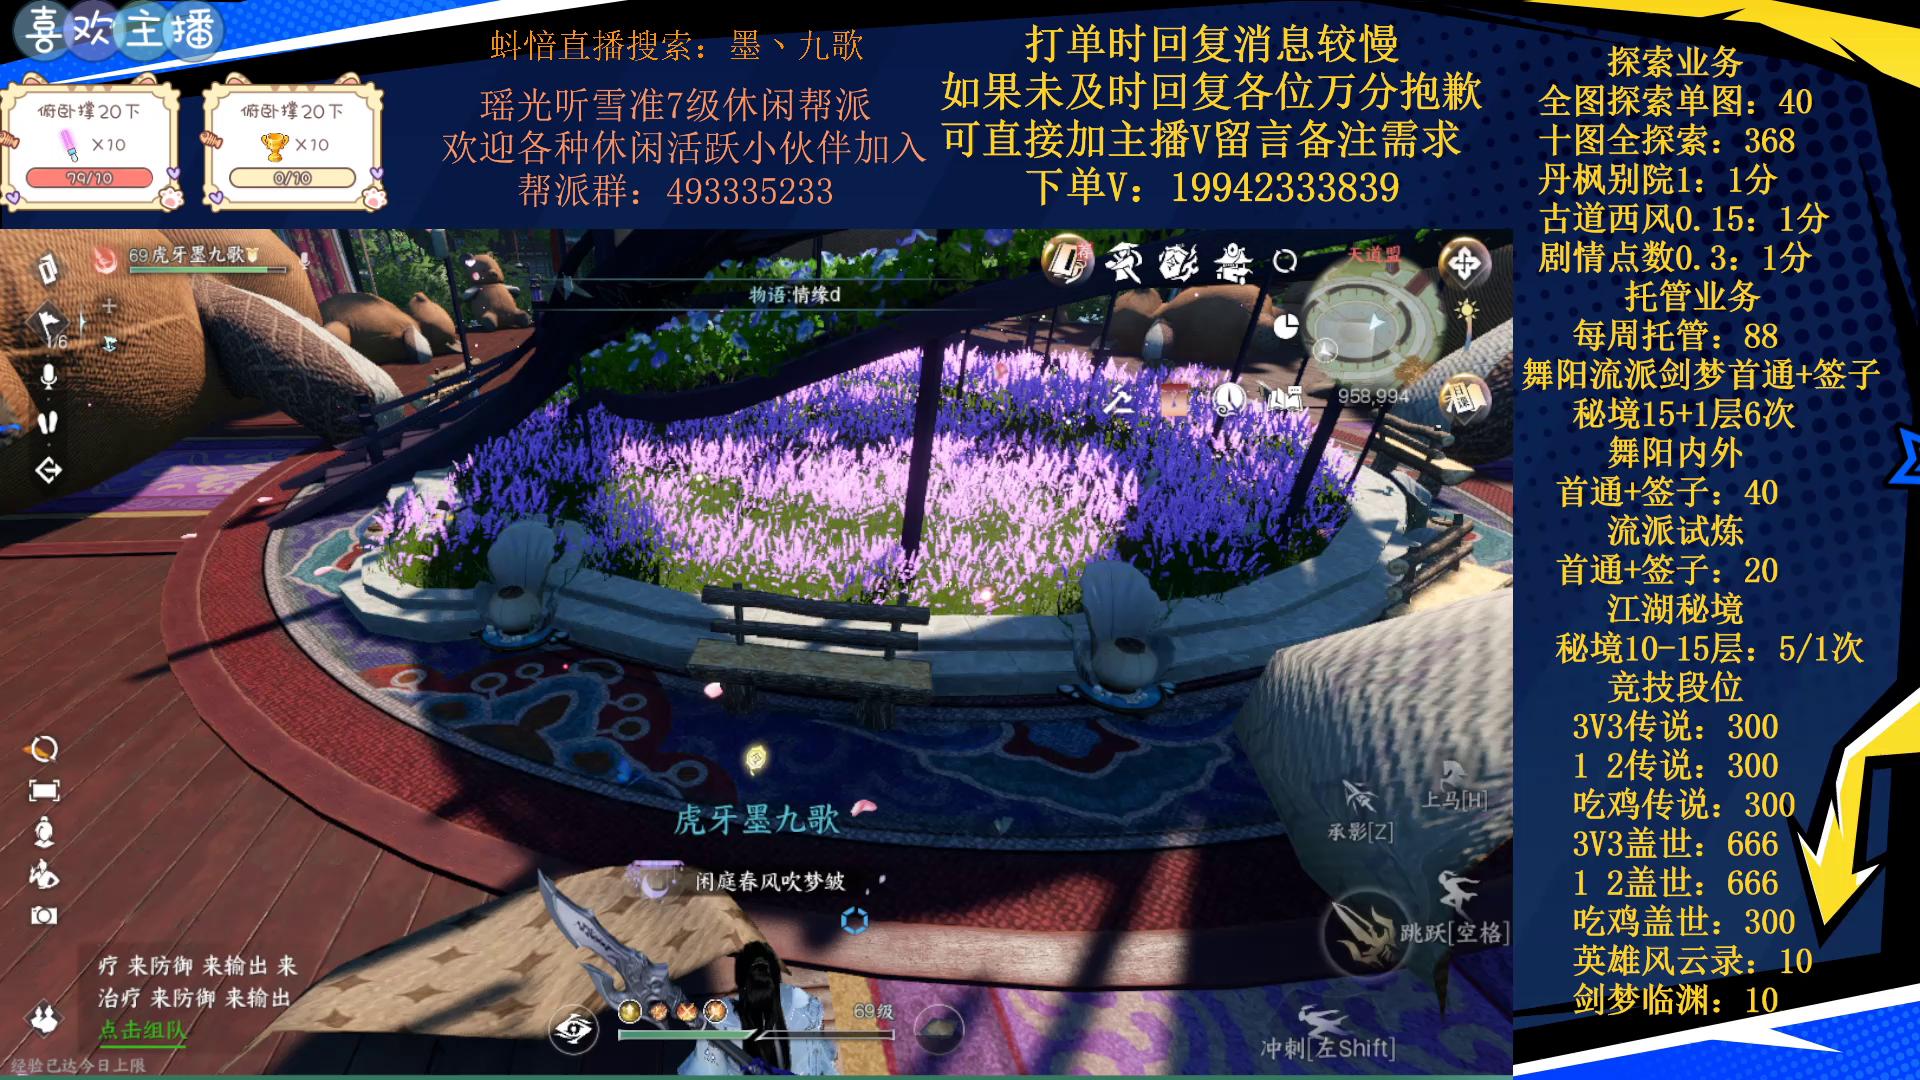 喜欢主播
俯卧撑20下
×10
79/10
俯卧撑20下
×10
0/10
蚪愔直播搜索：墨丶九歌
瑶光听雪准7级休闲帮派
欢迎各种休闲活跃小伙伴加入
帮派群：493335233
打单时回复消息较慢
如果未及时回复各位万分抱歉
可直接加主播V留言备注需求
下单V：19942333839
探索业务
全图探索单图：40
十图全探索：368
丹枫别院1：1分
古道西风0.15：1分
剧情点数0.3：1分
托管业务
每周托管：88
舞阳流派剑梦首通+签子
秘境15+1层6次
舞阳内外
首通+签子：40
流派试炼
首通+签子：20
江湖秘境
秘境10-15层：5/1次
竞技段位
3V3传说：300
1 2传说：300
吃鸡传说：300
3V3盖世：666
1 2盖世：666
吃鸡盖世：300
英雄风云录：10
剑梦临渊：10
69 虎牙墨九歌
1/6
物语:情缘d
荐
天道盟
958,994
日课
上马[H]
承影[Z]
虎牙墨九歌
闲庭春风吹梦皱
跳跃[空格]
冲刺[左Shift]
69级
疗 来防御 来输出 来
治疗 来防御 来输出
点击组队
经验已达今日上限